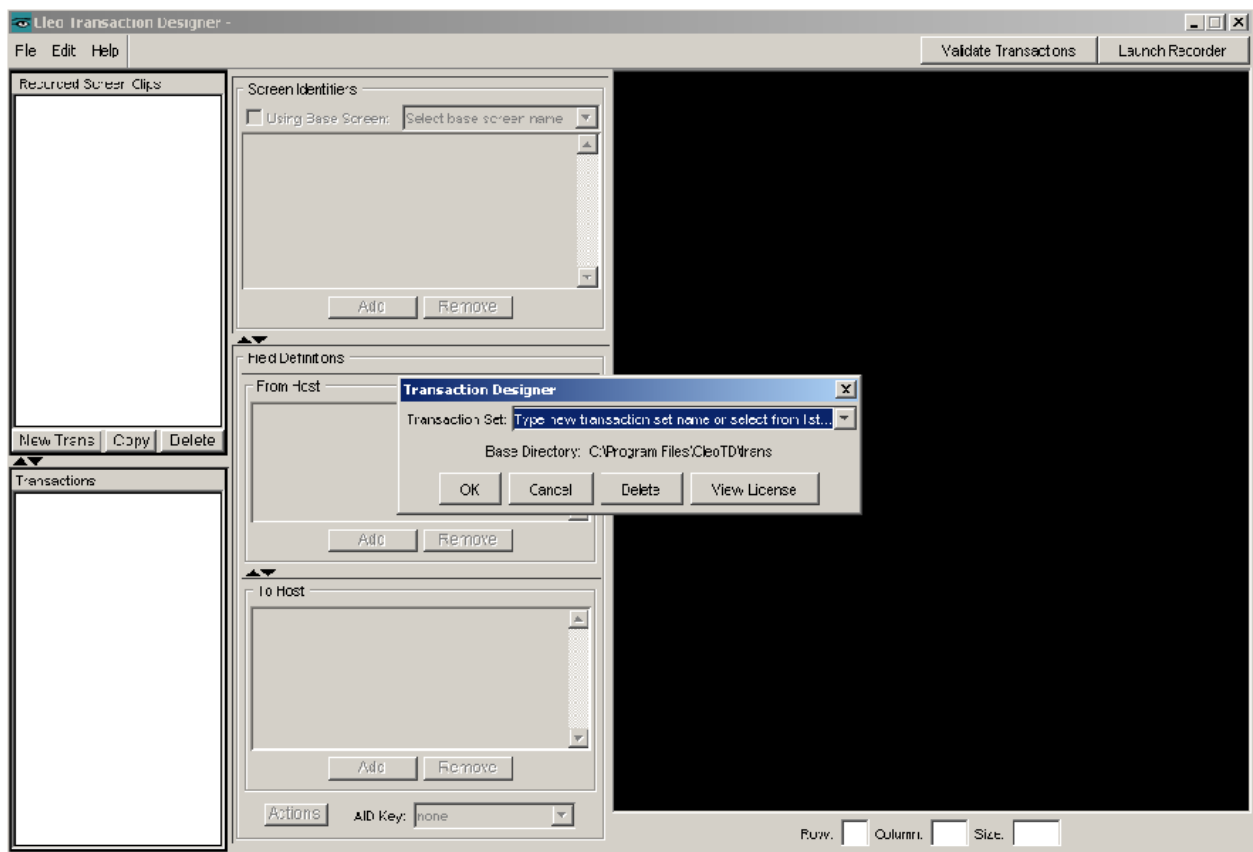 Cleo Transaction Designer -
File Edit Help
Validate Transactions Launch Recorder
Recorded Screen Clips
Screen Identifiers
Using Base Screen: Select base screen name
Add Remove
Field Definitions
From Host
New Trans Copy Delete
Transactions
Transaction Designer
Transaction Set: Type new transaction set name or select from list...
Base Directory: C:\Program Files\CleoTD\trans
OK Cancel Delete View License
Add Remove
To Host
Add Remove
Actions AID Key: none
Row: Column: Size: